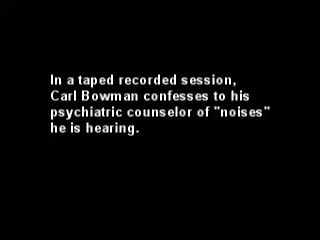 In a taped recorded session,
Carl Bowman confesses to his
psychiatric counselor of "noises"
he is hearing.